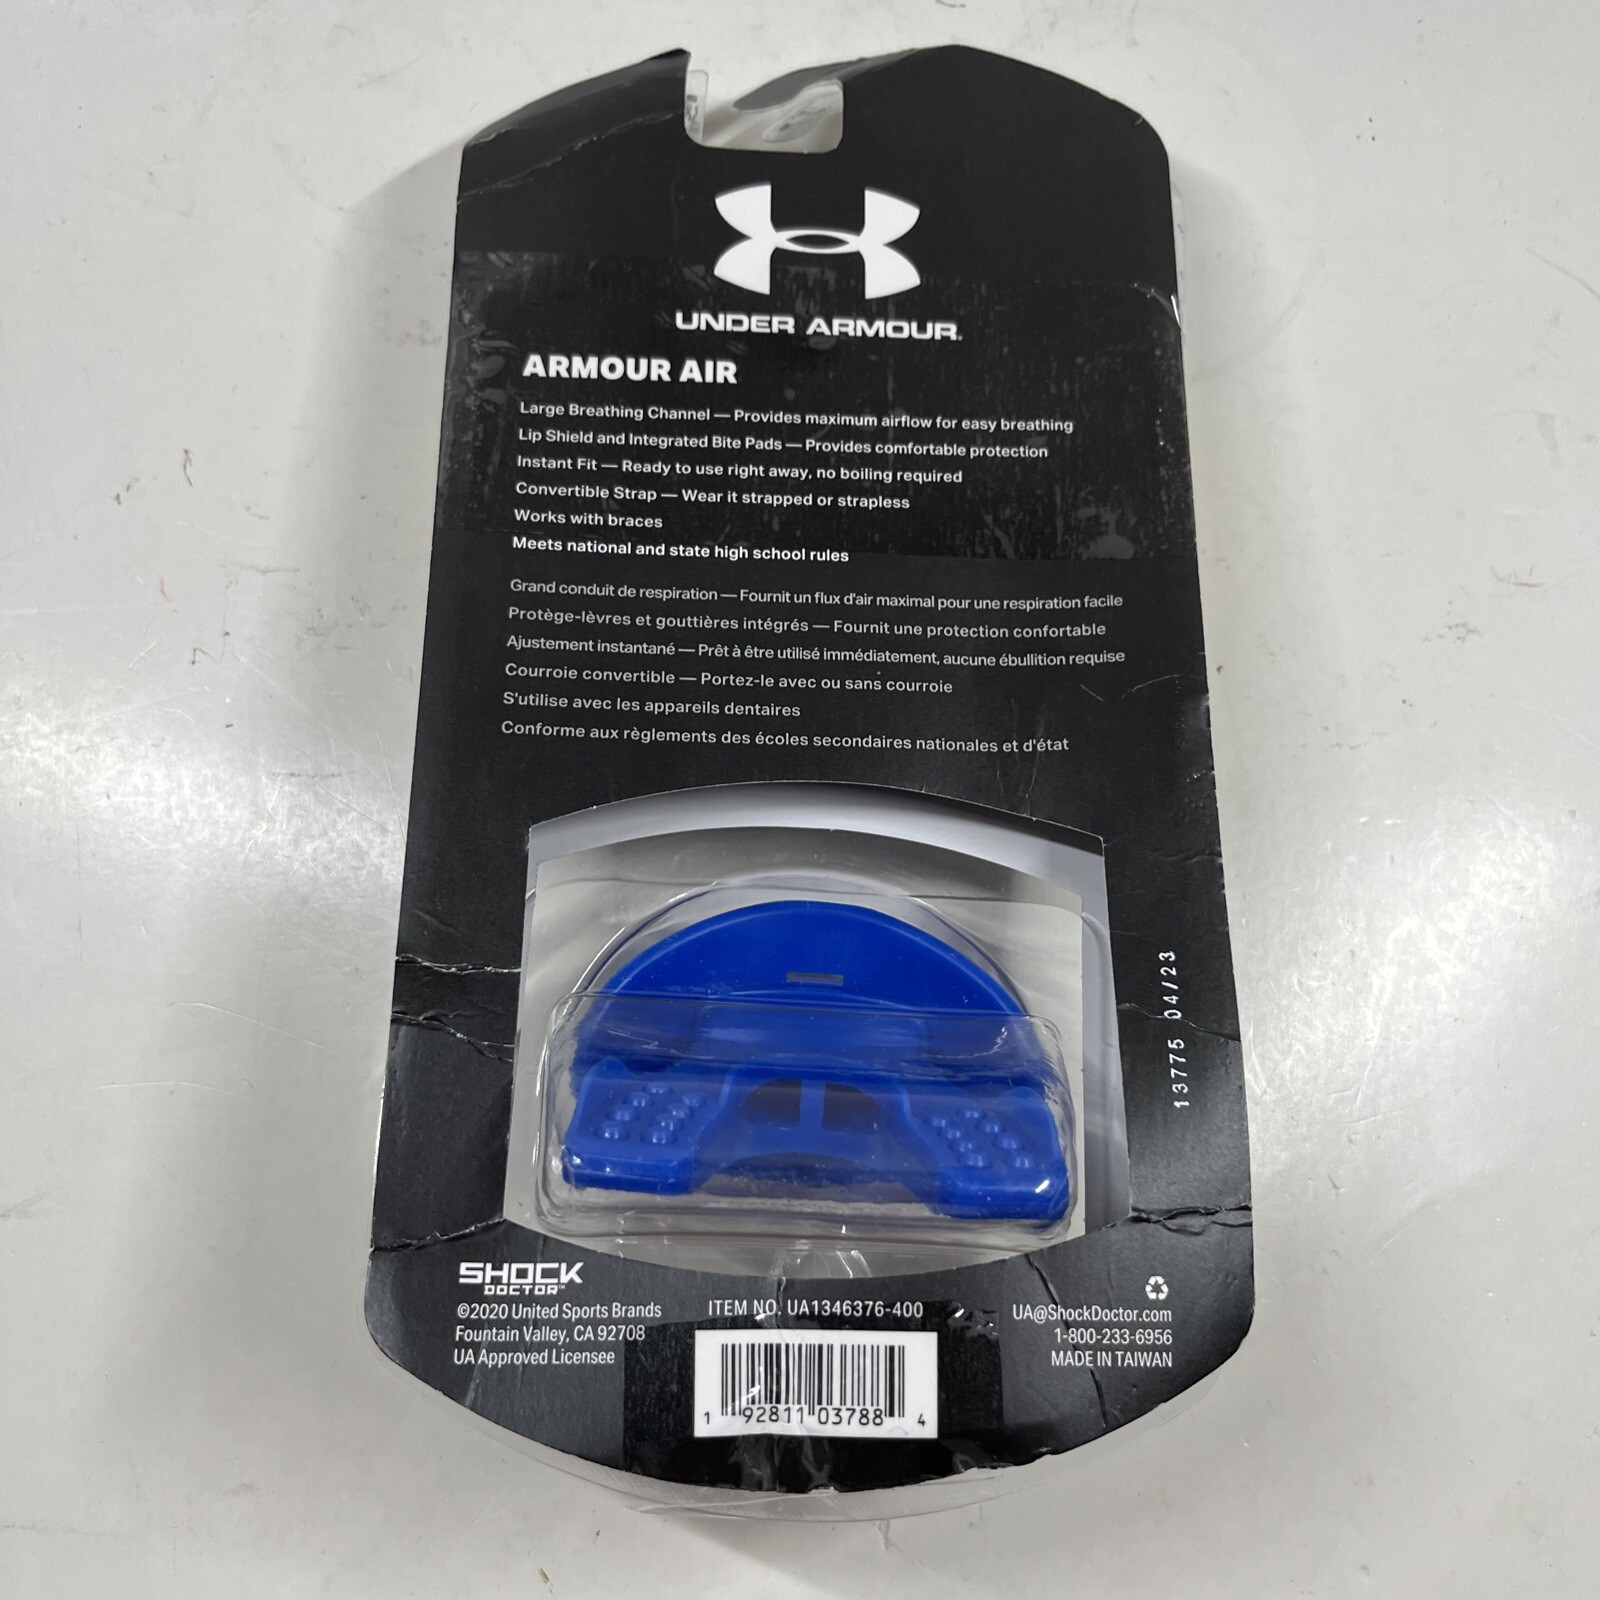 UNDER ARMOUR.
ARMOUR AIR
Large Breathing Channel — Provides maximum airflow for easy breathing
Lip Shield and Integrated Bite Pads — Provides comfortable protection
Instant Fit — Ready to use right away, no boiling required
Convertible Strap — Wear it strapped or strapless
Works with braces
Meets national and state high school rules
Grand conduit de respiration — Fournit un flux d'air maximal pour une respiration facile
Protège-lèvres et gouttières intégrés — Fournit une protection confortable
Ajustement instantané — Prêt à être utilisé immédiatement, aucune ébullition requise
Courroie convertible — Portez-le avec ou sans courroie
S'utilise avec les appareils dentaires
Conforme aux règlements des écoles secondaires nationales et d'état
13775 04/23
SHOCK
DOCTOR™
©2020 United Sports Brands
Fountain Valley, CA 92708
UA Approved Licensee
ITEM NO. UA1346376-400
1 92811 03788 4
UA@ShockDoctor.com
1-800-233-6956
MADE IN TAIWAN